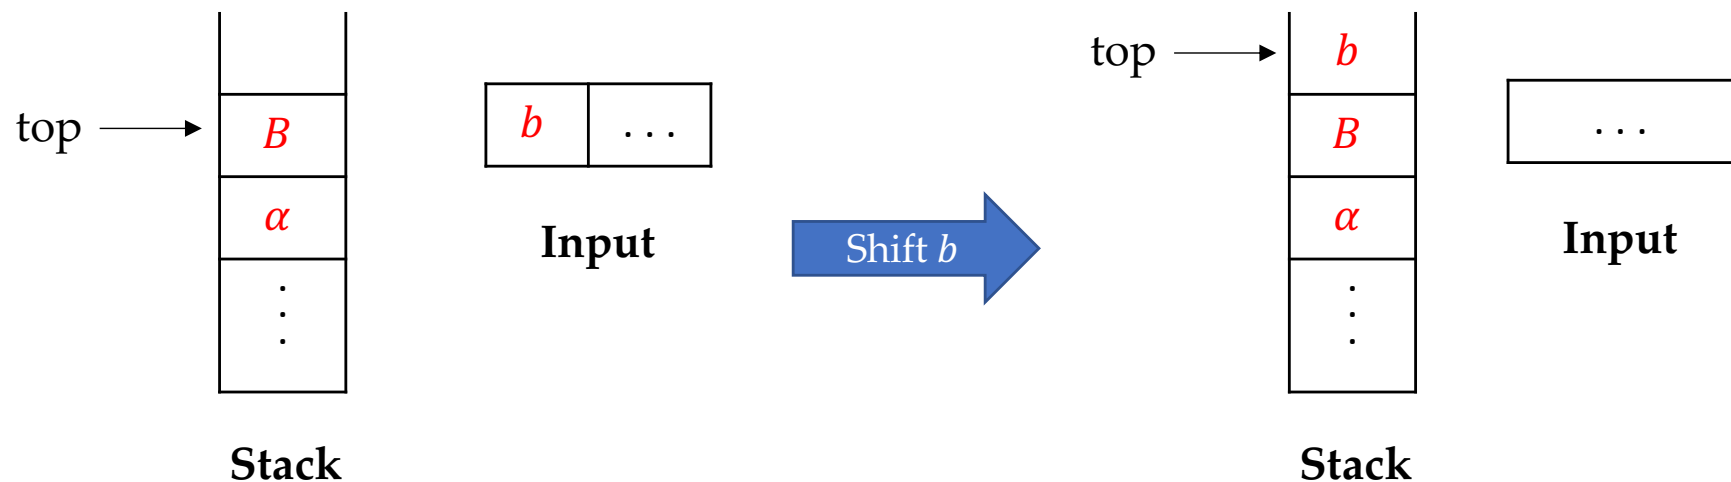 top
B
α
.
.
.
Stack
b
. . .
Input
Shift b
top
b
B
α
.
.
.
Stack
. . .
Input